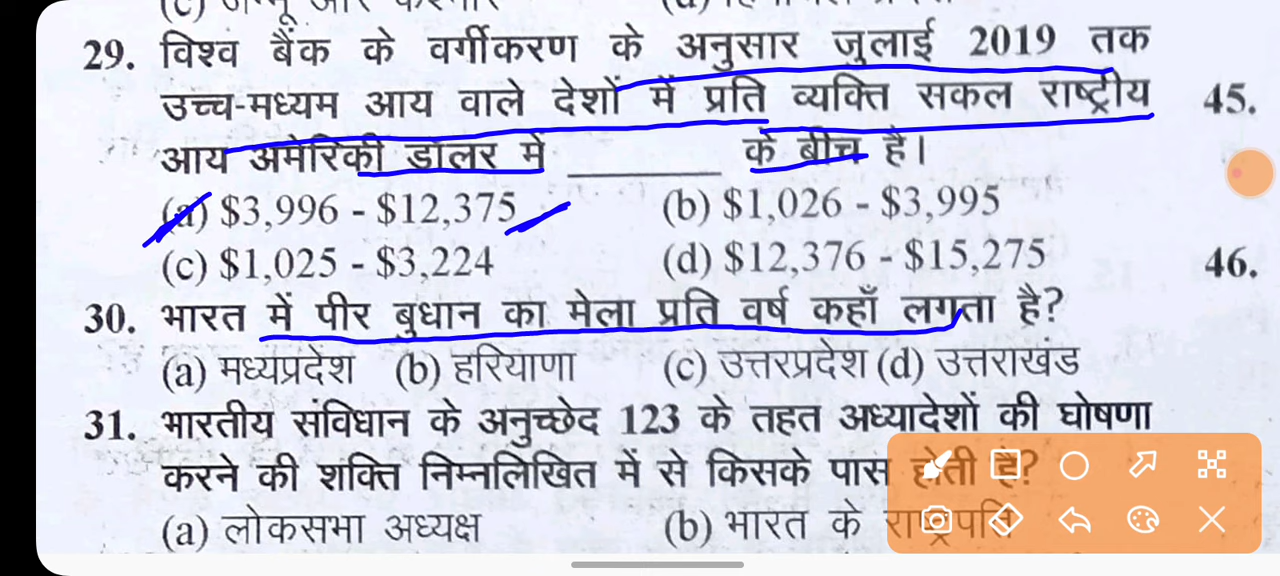 29. विश्व बैंक के वर्गीकरण के अनुसार जुलाई 2019 तक
उच्च-मध्यम आय वाले देशों में प्रति व्यक्ति सकल राष्ट्रीय
आय अमेरिकी डॉलर में ________ के बीच है।
(a) $3,996 - $12,375 (b) $1,026 - $3,995
(c) $1,025 - $3,224 (d) $12,376 - $15,275
30. भारत में पीर बुधान का मेला प्रति वर्ष कहाँ लगता है?
(a) मध्यप्रदेश (b) हरियाणा (c) उत्तरप्रदेश (d) उत्तराखंड
31. भारतीय संविधान के अनुच्छेद 123 के तहत अध्यादेशों की घोषणा
करने की शक्ति निम्नलिखित में से किसके पास होती है?
(a) लोकसभा अध्यक्ष (b) भारत के राष्ट्रपति
45.
46.